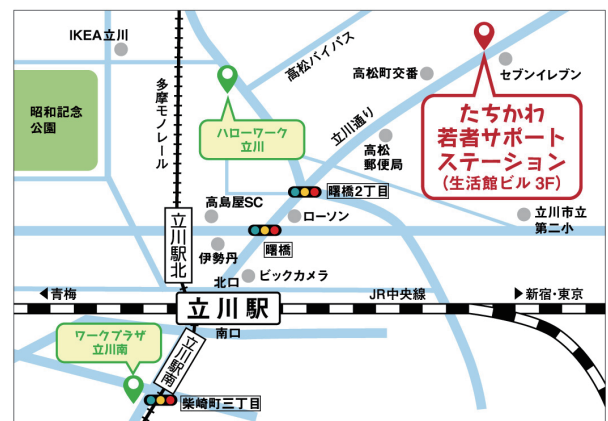 IKEA立川
高松バイパス
高松町交番
セブンイレブン
昭和記念
公園
多摩モノレール
ハローワーク
立川
立川通り
高松
郵便局
たちかわ
若者サポート
ステーション
(生活館ビル 3F)
曙橋2丁目
高島屋SC
ローソン
立川市立
第二小
立川駅北
伊勢丹
曙橋
北口
ビックカメラ
◀青梅
立川駅
JR中央線
▶新宿・東京
南口
ワークプラザ
立川南
立川駅南
柴崎町三丁目